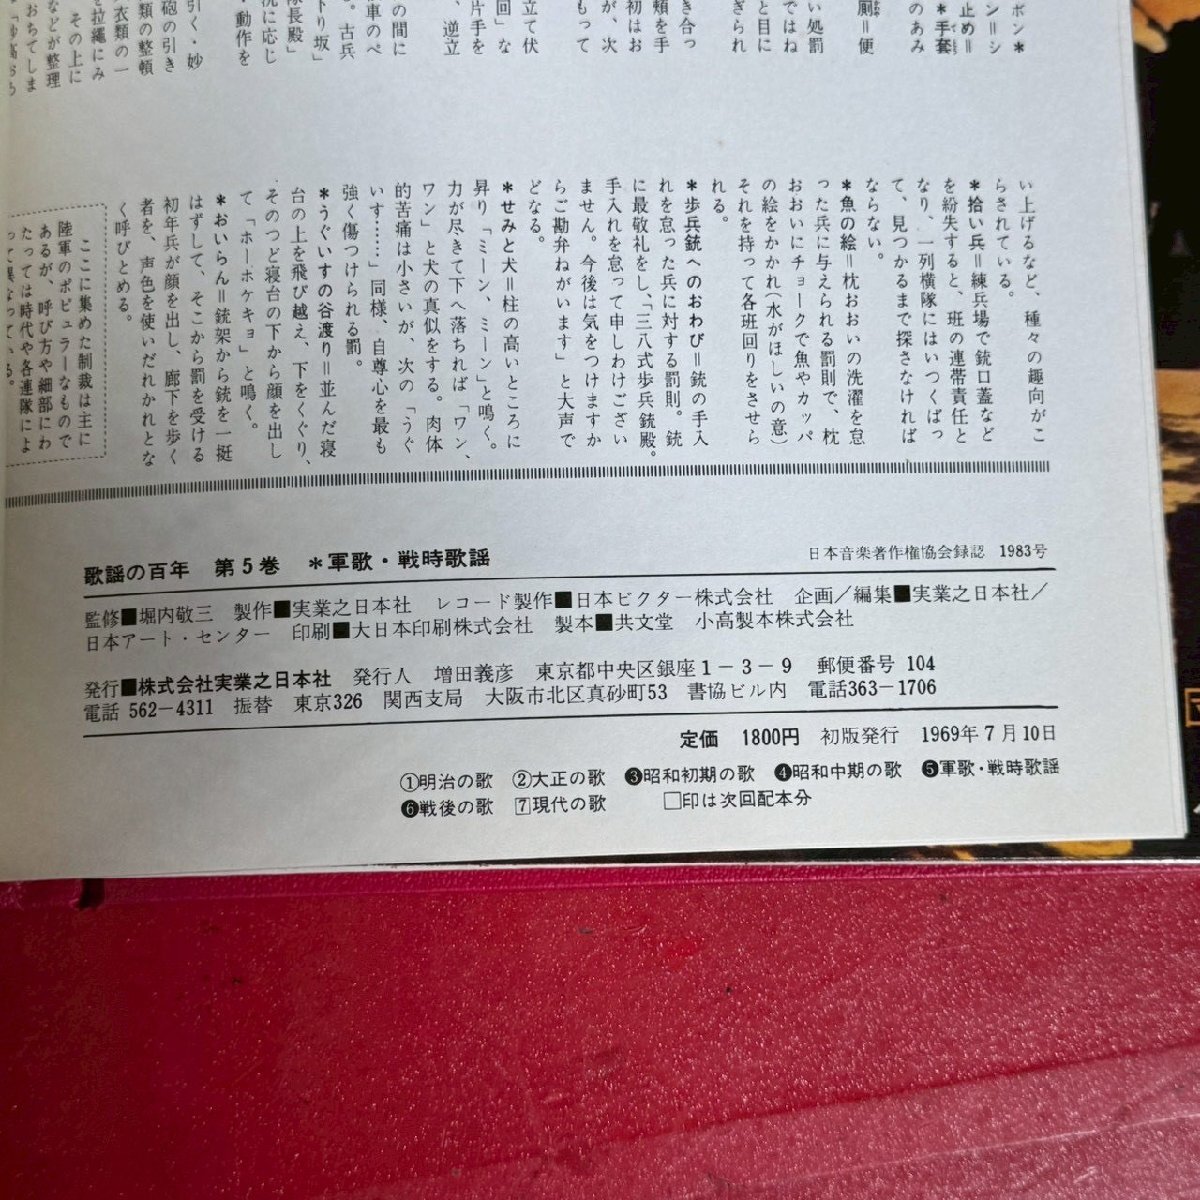 い上げるなど、種々の趣向がこ
らされている。
＊拾い兵＝練兵場で銃口蓋など
を紛失すると、班の連帯責任と
なり、一列横隊にはいつくばっ
て、見つかるまで探さなければ
ならない。
＊魚の絵＝枕おおいの洗濯を怠
った兵に与えられる罰則で、枕
おおいにチョークで魚やカッパ
の絵をかかれ(水がほしいの意)
それを持って各班回りをさせら
れる。
＊歩兵銃へのおわび＝銃の手入
れを怠った兵に対する罰則。銃
に最敬礼をし、「三八式歩兵銃殿。
手入れを怠って申しわけござい
ません。今後は気をつけますか
らご勘弁ねがいます」と大声で
どなる。
＊せみと犬＝柱の高いところに
昇り「ミーン、ミーン」と鳴く。
力が尽きて下へ落ちれば「ワン、
ワン」と犬の真似をする。肉体
的苦痛は小さいが、次の「うぐ
いす……」同様、自尊心を最も
強く傷つけられる罰。
＊うぐいすの谷渡り＝並んだ寝
台の上を飛び越え、下をくぐり、
そのつど寝台の下から顔を出し
て「ホーホケキョ」と鳴く。
＊おいらん＝銃架から銃を一挺
はずして、そこから罰を受ける
初年兵が顔を出し、廊下を歩く
者を、声色を使いだれかれとな
く呼びとめる。
ここに集めた制裁は主に
陸軍のポピュラーなもので
あるが、呼び方や細部にわ
たっては時代や各連隊によ
って異なっている。
歌謡の百年 第5巻 ＊軍歌・戦時歌謡
日本音楽著作権協会録認 1983号
監修■堀内敬三 製作■実業之日本社 レコード製作■日本ビクター株式会社 企画／編集■実業之日本社／
日本アート・センター 印刷■大日本印刷株式会社 製本■共文堂 小高製本株式会社
発行■株式会社実業之日本社 発行人 増田義彦 東京都中央区銀座1－3－9 郵便番号 104
電話 562－4311 振替 東京326 関西支局 大阪市北区真砂町53 書協ビル内 電話363－1706
定価 1800円 初版発行 1969年7月10日
①明治の歌 ②大正の歌 ❸昭和初期の歌 ❹昭和中期の歌 ❺軍歌・戦時歌謡
❻戦後の歌 7現代の歌 □印は次回配本分